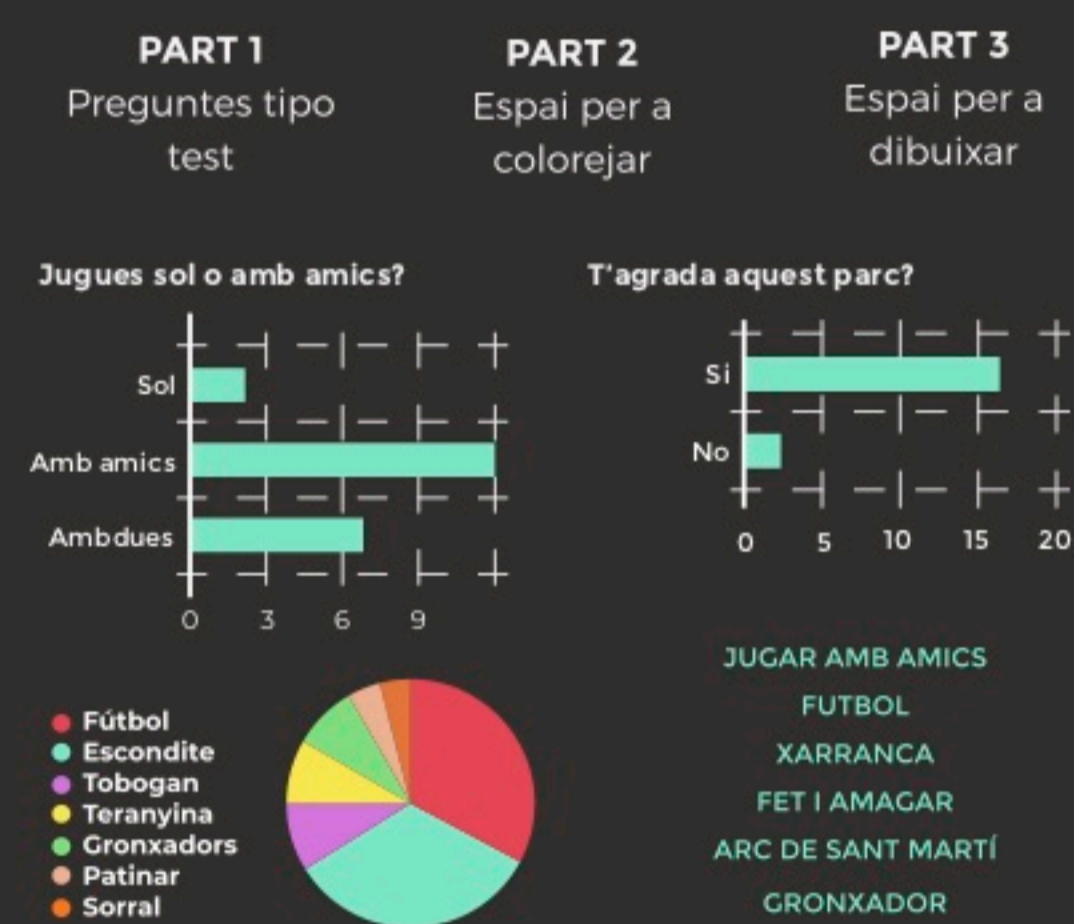 PART 1
Preguntes tipo
test
PART 2
Espai per a
colorejar
PART 3
Espai per a
dibuixar
Jugues sol o amb amics?
Sol
Amb amics
Ambdues
0 3 6 9
T'agrada aquest parc?
Si
No
0 5 10 15 20
Fútbol
Escondite
Tobogan
Teranyina
Gronxadors
Patinar
Sorral
JUGAR AMB AMICS
FUTBOL
XARRANCA
FET I AMAGAR
ARC DE SANT MARTÍ
GRONXADOR